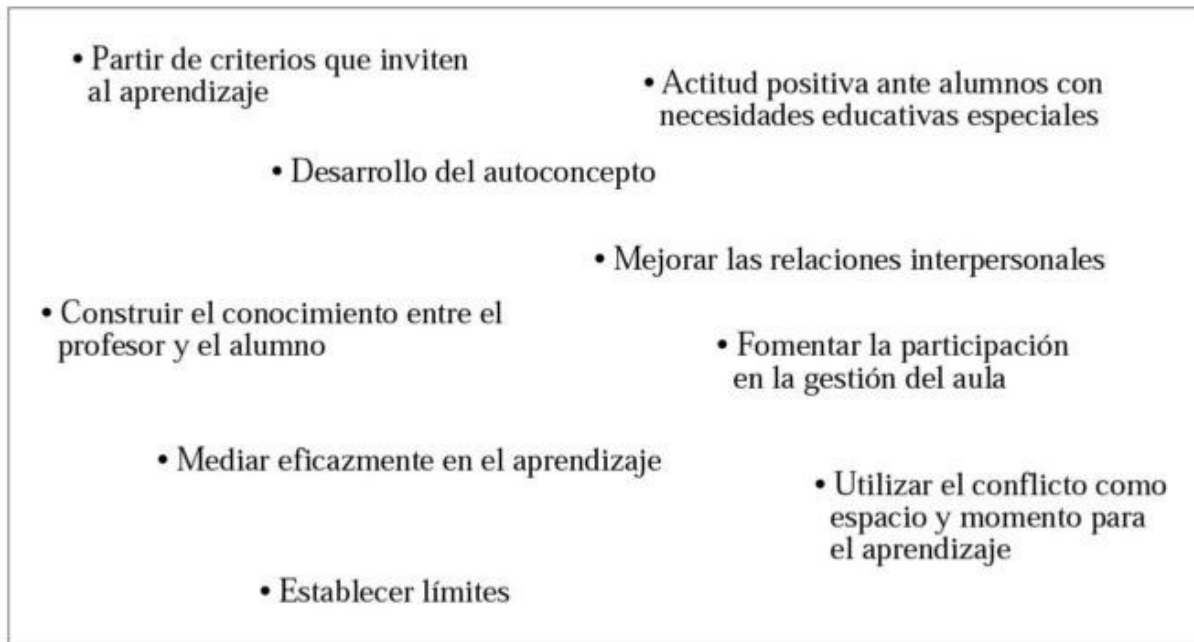 • Partir de criterios que inviten
al aprendizaje
• Actitud positiva ante alumnos con
necesidades educativas especiales
• Desarrollo del autoconcepto
• Mejorar las relaciones interpersonales
• Construir el conocimiento entre el
profesor y el alumno
• Fomentar la participación
en la gestión del aula
• Mediar eficazmente en el aprendizaje
• Utilizar el conflicto como
espacio y momento para
el aprendizaje
• Establecer límites